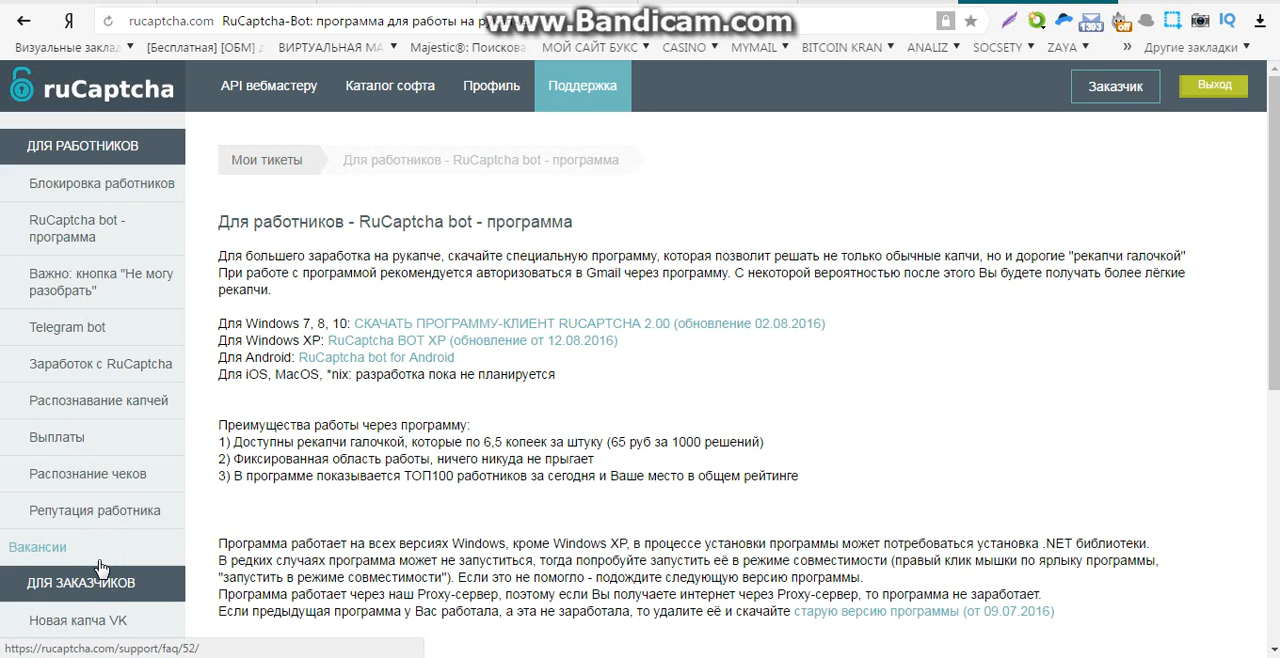 Я rucaptcha.com RuCaptcha-Bot: программа для работы на
www.Bandicam.com
1393 off IQ
Визуальные заклад [Бесплатная] [ОБМ] ВИРТУАЛЬНАЯ МА Majestic®: Поискова МОЙ САЙТ БУКС CASINO MYMAIL BITCOIN KRAN ANALIZ SOCSETY ZAYA » Другие закладки
ruCaptcha
API вебмастеру Каталог софта Профиль Поддержка Заказчик Выход
ДЛЯ РАБОТНИКОВ
Блокировка работников
RuCaptcha bot -
программа
Важно: кнопка "Не могу
разобрать"
Telegram bot
Заработок с RuCaptcha
Распознавание капчей
Выплаты
Распознание чеков
Репутация работника
Вакансии
ДЛЯ ЗАКАЗЧИКОВ
Новая капча VK
https://rucaptcha.com/support/faq/52/
Мои тикеты Для работников - RuCaptcha bot - программа
Для работников - RuCaptcha bot - программа
Для большего заработка на рукапче, скачайте специальную программу, которая позволит решать не только обычные капчи, но и дорогие "рекапчи галочкой"
При работе с программой рекомендуется авторизоваться в Gmail через программу. С некоторой вероятностью после этого Вы будете получать более лёгкие
рекапчи.
Для Windows 7, 8, 10: СКАЧАТЬ ПРОГРАММУ-КЛИЕНТ RUCAPTCHA 2.00 (обновление 02.08.2016)
Для Windows XP: RuCaptcha BOT XP (обновление от 12.08.2016)
Для Android: RuCaptcha bot for Android
Для iOS, MacOS, *nix: разработка пока не планируется
Преимущества работы через программу:
1) Доступны рекапчи галочкой, которые по 6,5 копеек за штуку (65 руб за 1000 решений)
2) Фиксированная область работы, ничего никуда не прыгает
3) В программе показывается ТОП100 работников за сегодня и Ваше место в общем рейтинге
Программа работает на всех версиях Windows, кроме Windows XP, в процессе установки программы может потребоваться установка .NET библиотеки.
В редких случаях программа может не запуститься, тогда попробуйте запустить её в режиме совместимости (правый клик мышки по ярлыку программы,
"запустить в режиме совместимости"). Если это не помогло - подождите следующую версию программы.
Программа работает через наш Proxy-сервер, поэтому если Вы получаете интернет через Proxy-сервер, то программа не заработает.
Если предыдущая программа у Вас работала, а эта не заработала, то удалите её и скачайте старую версию программы (от 09.07.2016)